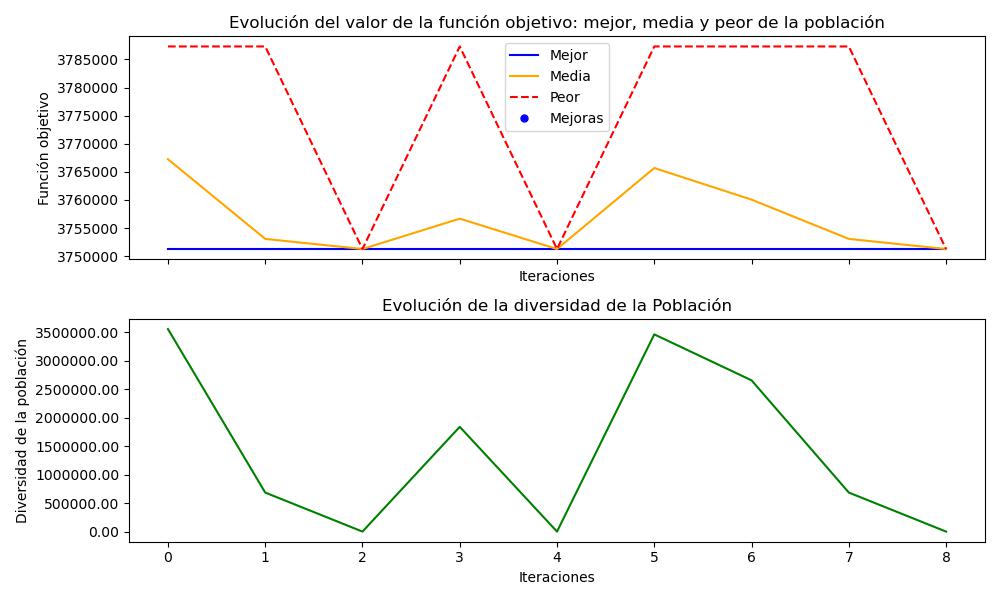 Evolución del valor de la función objetivo: mejor, media y peor de la población
Función objetivo
3785000
3780000
3775000
3770000
3765000
3760000
3755000
3750000
Mejor
Media
Peor
Mejoras
Iteraciones
Evolución de la diversidad de la Población
Diversidad de la población
3500000.00
3000000.00
2500000.00
2000000.00
1500000.00
1000000.00
500000.00
0.00
0 1 2 3 4 5 6 7 8
Iteraciones